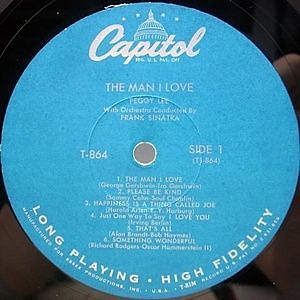 Capitol
REG. U.S. PAT. OFF.
THE MAN I LOVE
PEGGY LEE
With Orchestra Conducted By
FRANK SINATRA
T-864
SIDE 1
(T1-864)
1. THE MAN I LOVE
(George Gershwin-Ira Gershwin)
2. PLEASE BE KIND
(Sammy Cahn-Saul Chaplin)
3. HAPPINESS IS A THING CALLED JOE
(Harold Arlen E. Y. Harburg)
4. Just One Way To Say I LOVE YOU
(Irving Berlin)
5. THAT'S ALL
(Alan Brandt-Bob Haymes)
6. SOMETHING WONDERFUL
(Richard Rodgers-Oscar Hammerstein II)
LONG PLAYING • HIGH FIDELITY